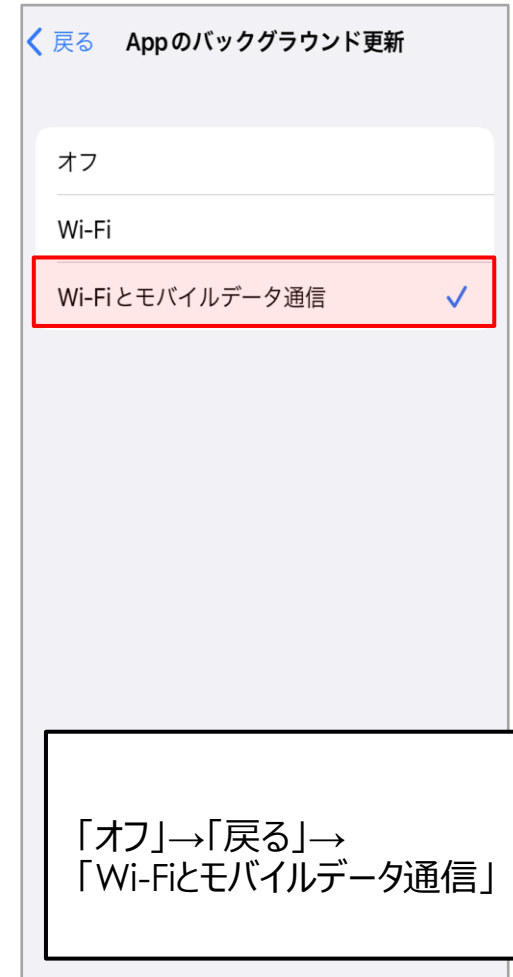 戻る Appのバックグラウンド更新
オフ
Wi-Fi
Wi-Fiとモバイルデータ通信
「オフ」→「戻る」→
「Wi-Fiとモバイルデータ通信」